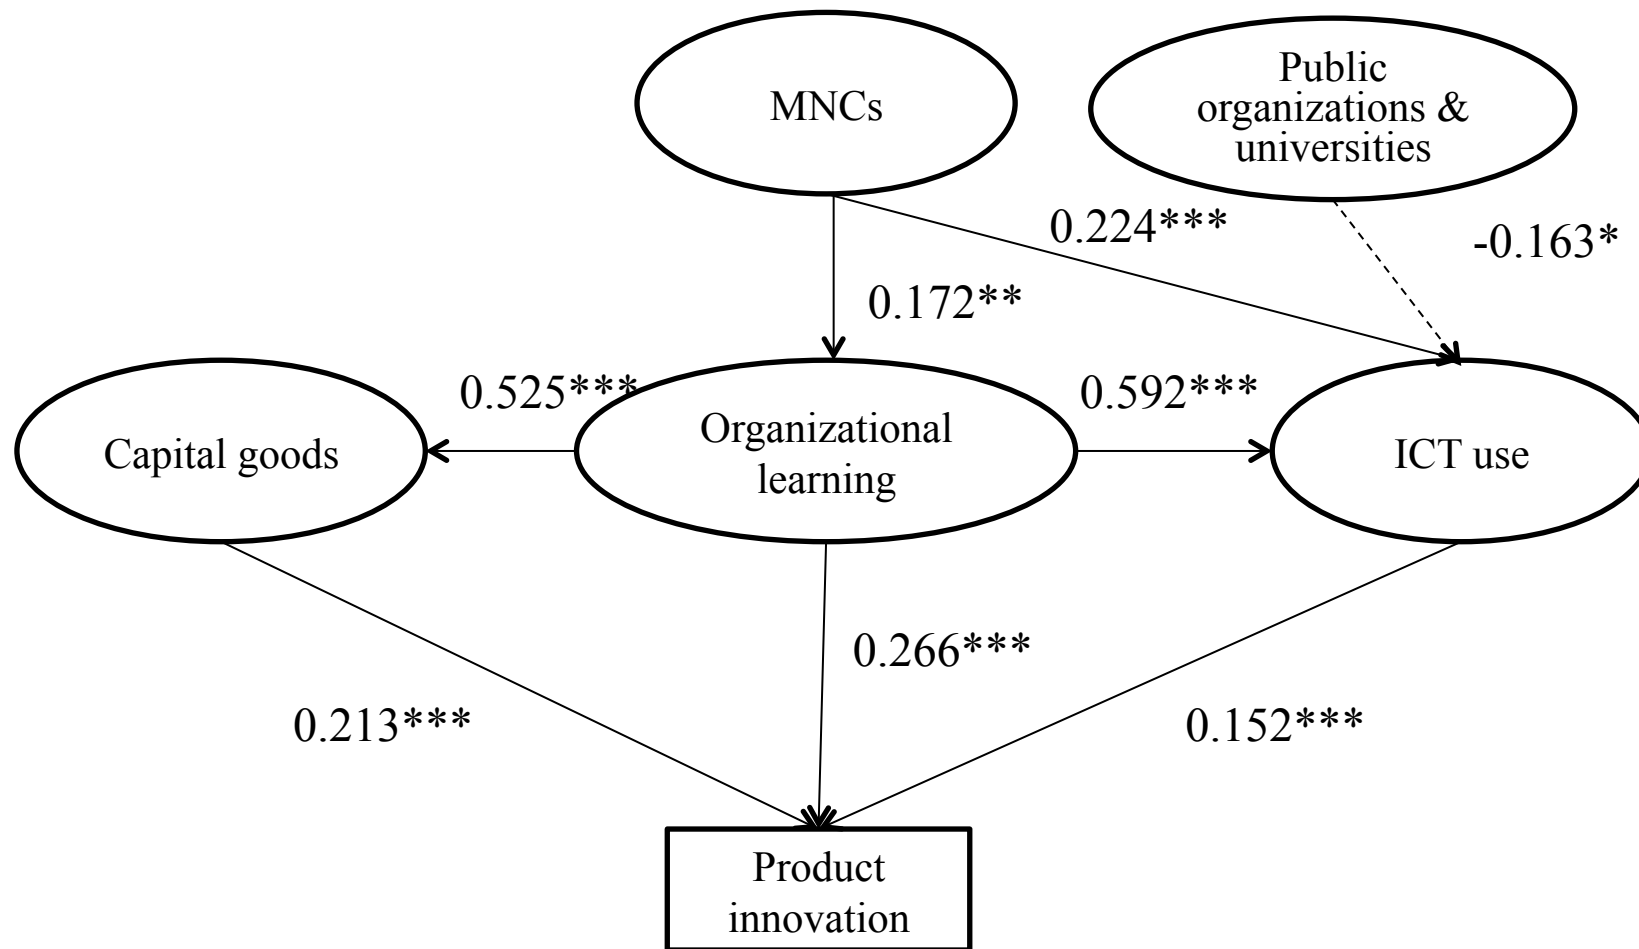 MNCs
Public
organizations &
universities
0.224***
-0.163*
0.172**
0.525***
0.592***
Capital goods
Organizational
learning
ICT use
0.266***
0.213***
0.152***
Product
innovation